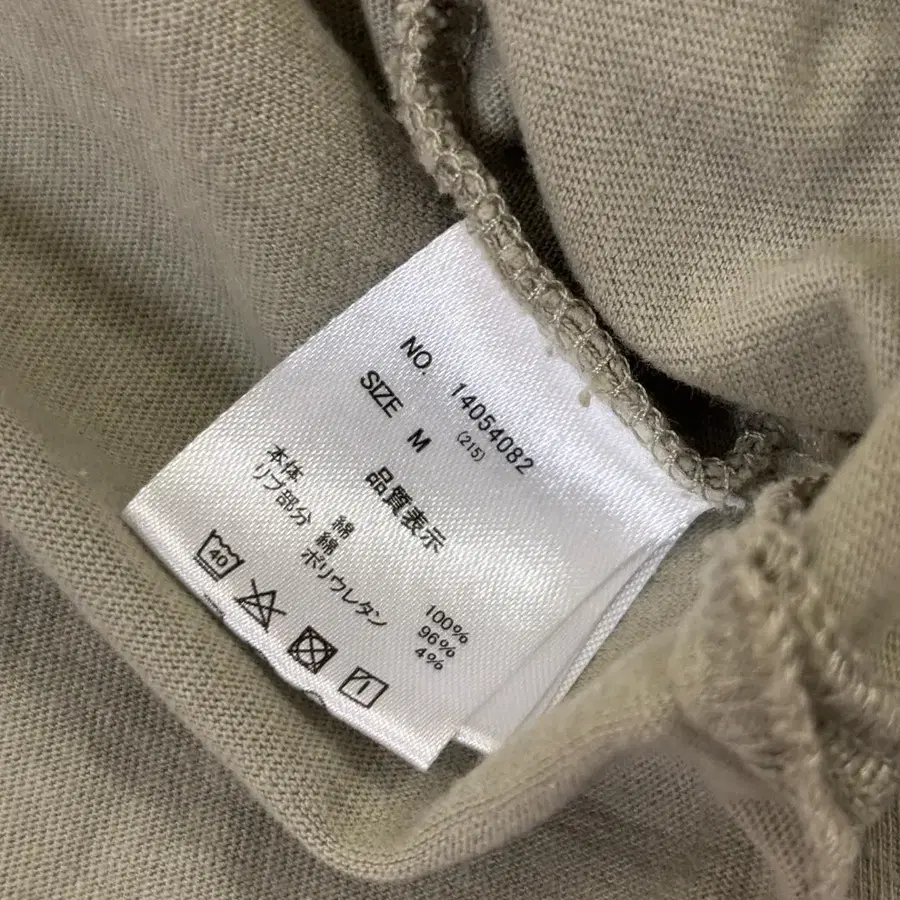 NO. 14054082
(215)
SIZE M
品質表示
本体 綿 100%
リブ部分 綿 96%
ポリウレタン 4%
40